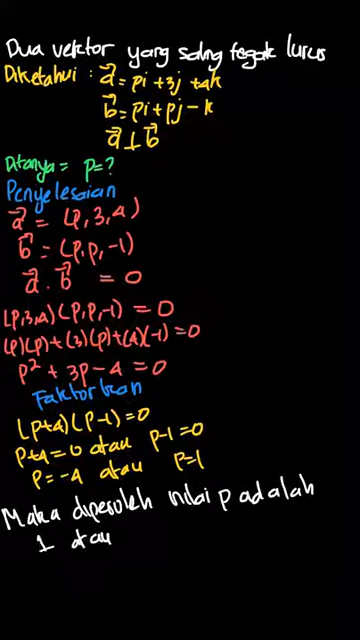 Dua vektor yang saling tegak lurus
Diketahui : a⃗ = pi + 3j + 4k
b⃗ = pi + pj - k
a⃗ ⊥ b⃗
Ditanya = p = ?
Penyelesaian
a⃗ = (p, 3, 4)
b⃗ = (p, p, -1)
a⃗ . b⃗ = 0
(p, 3, 4) (p, p, -1) = 0
(p)(p) + (3)(p) + (4)(-1) = 0
p² + 3p - 4 = 0
Faktorkan
(p+4) (p-1) = 0
p+4 = 0 atau p-1 = 0
p = -4 atau p = 1
Maka diperoleh nilai p adalah
1 atau